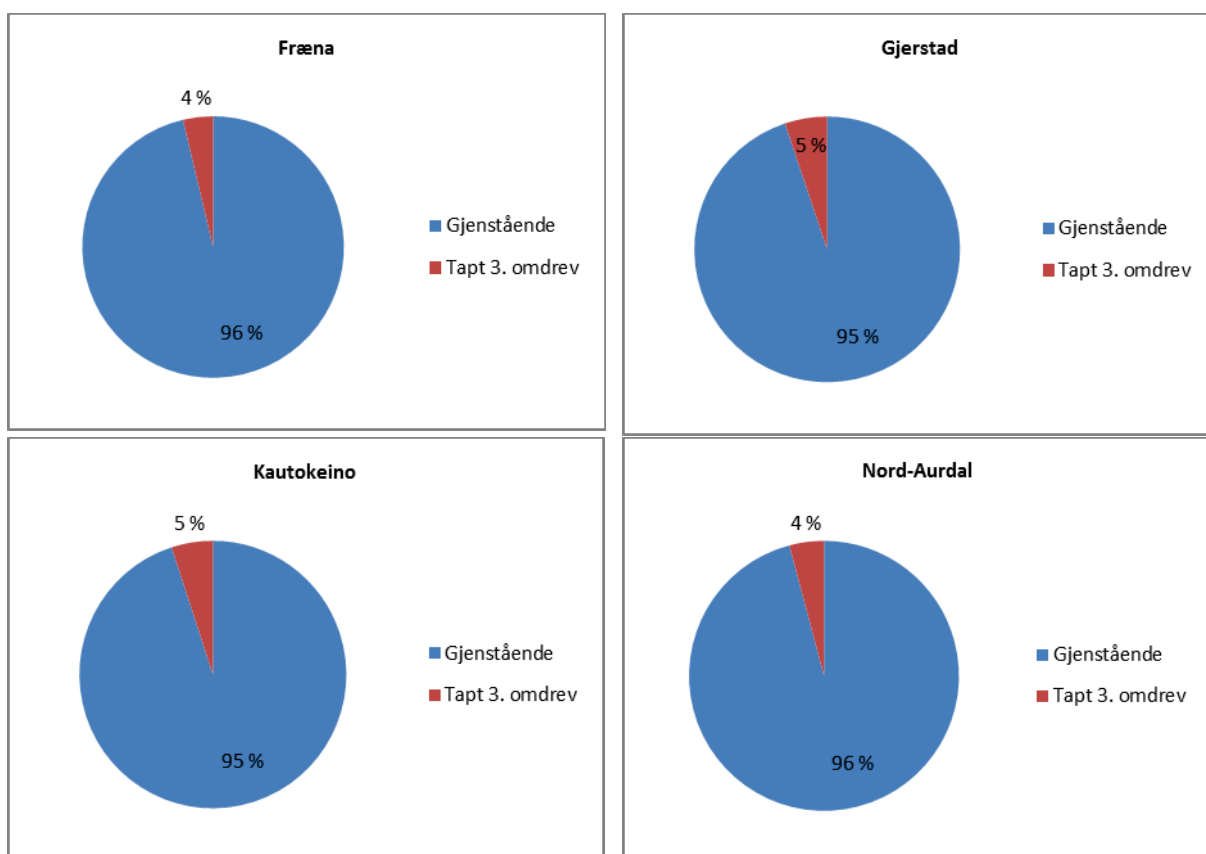 Fræna
4 %
96 %
Gjenstående
Tapt 3. omdrev
Gjerstad
5 %
95 %
Gjenstående
Tapt 3. omdrev
Kautokeino
5 %
95 %
Gjenstående
Tapt 3. omdrev
Nord-Aurdal
4 %
96 %
Gjenstående
Tapt 3. omdrev